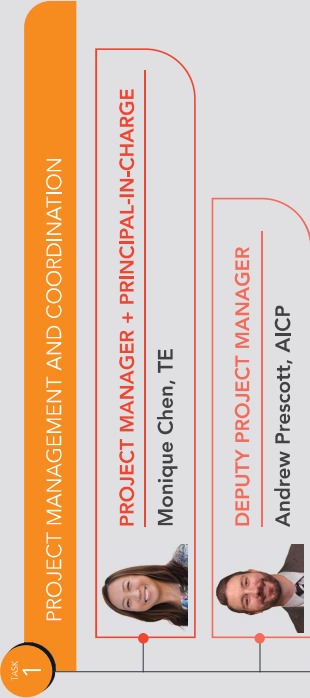 TASK
1
PROJECT MANAGEMENT AND COORDINATION
PROJECT MANAGER + PRINCIPAL-IN-CHARGE
Monique Chen, TE
DEPUTY PROJECT MANAGER
Andrew Prescott, AICP